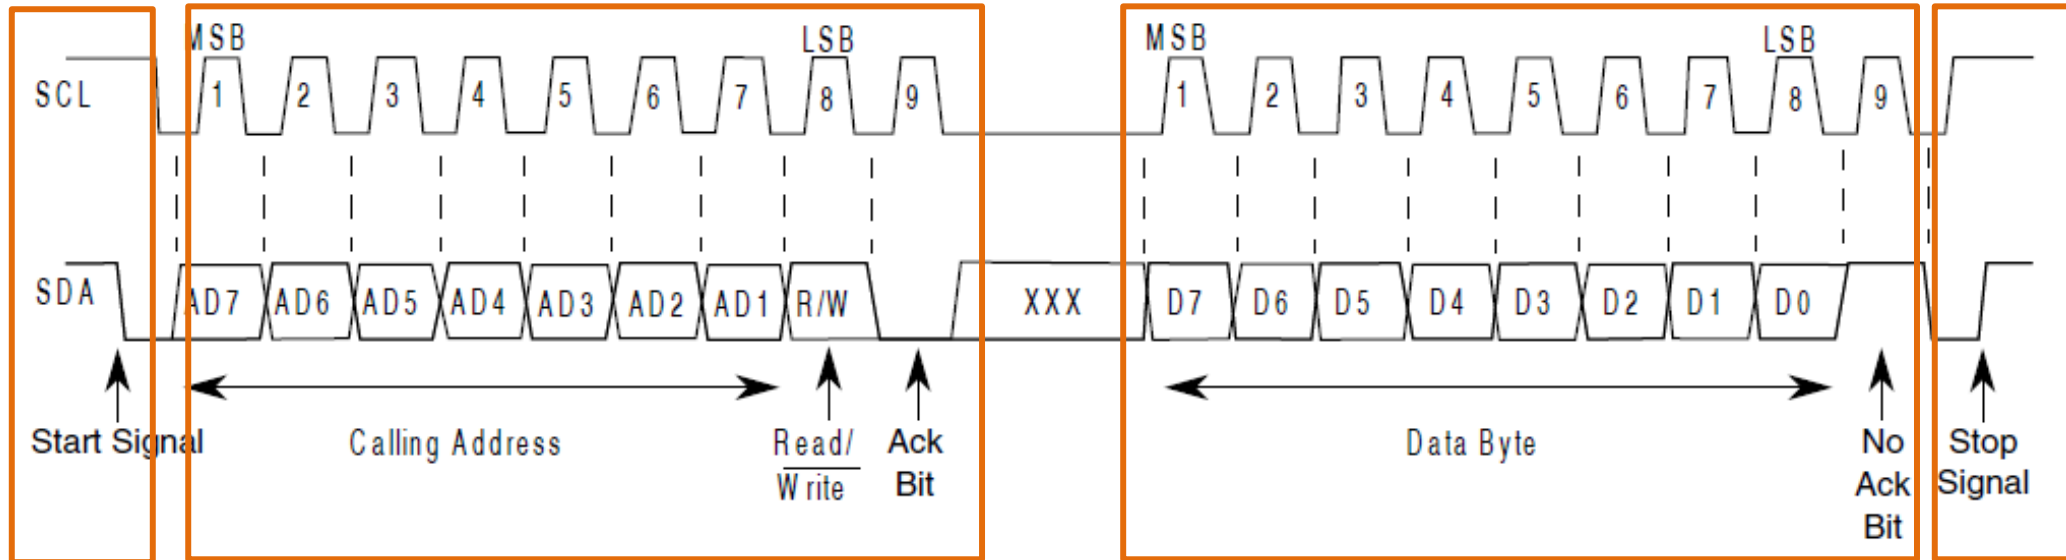 MSB LSB MSB LSB
SCL 1 2 3 4 5 6 7 8 9 1 2 3 4 5 6 7 8 9
SDA AD7 AD6 AD5 AD4 AD3 AD2 AD1 R/W XXX D7 D6 D5 D4 D3 D2 D1 D0
Start Signal Calling Address Read/ Ack Data Byte No Stop
Write Bit Ack Signal
Bit